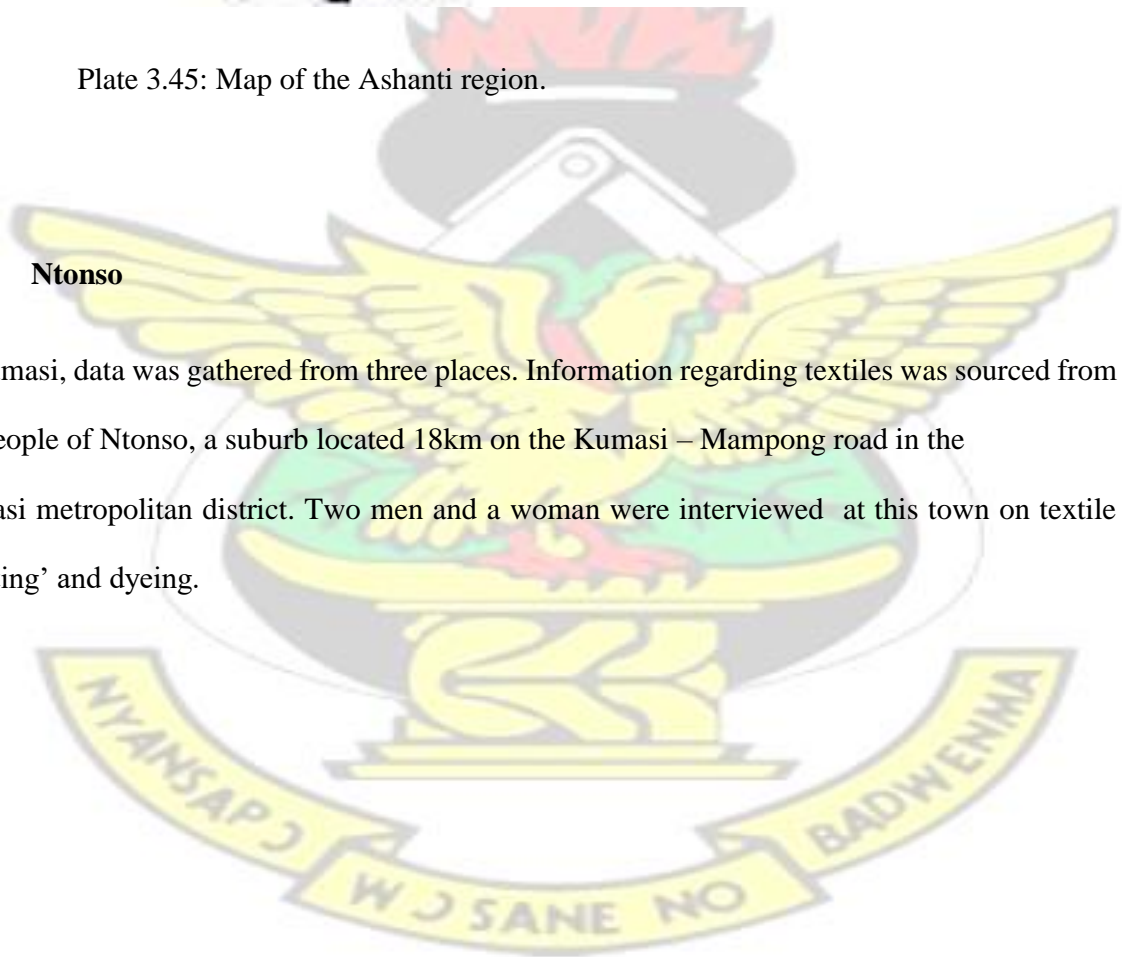 Plate 3.45: Map of the Ashanti region.
Ntonso
masi, data was gathered from three places. Information regarding textiles was sourced from
eople of Ntonso, a suburb located 18km on the Kumasi – Mampong road in the
asi metropolitan district. Two men and a woman were interviewed at this town on textile
ing’ and dyeing.
NYANSAPƆ WƆSANE NO BADWENMA